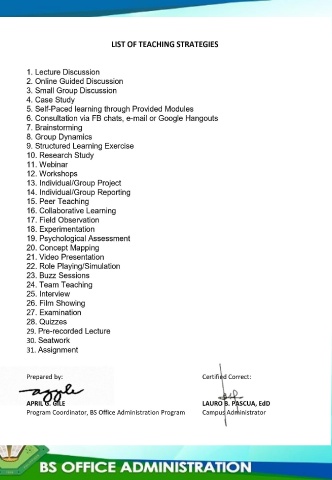 LIST OF TEACHING STRATEGIES
1. Lecture Discussion
2. Online Guided Discussion
3. Small Group Discussion
4. Case Study
5. Self-Paced learning through Provided Modules
6. Consultation via FB chats, e-mail or Google Hangouts
7. Brainstorming
8. Group Dynamics
9. Structured Learning Exercise
10. Research Study
11. Webinar
12. Workshops
13. Individual/Group Project
14. Individual/Group Reporting
15. Peer Teaching
16. Collaborative Learning
17. Field Observation
18. Experimentation
19. Psychological Assessment
20. Concept Mapping
21. Video Presentation
22. Role Playing/Simulation
23. Buzz Sessions
24. Team Teaching
25. Interview
26. Film Showing
27. Examination
28. Quizzes
29. Pre-recorded Lecture
30. Seatwork
31. Assignment
Prepared by:
Certified Correct:
APRIL G. GILE
LAURO B. PASCUA, EdD
Program Coordinator, BS Office Administration Program
Campus Administrator
BS OFFICE ADMINISTRATION